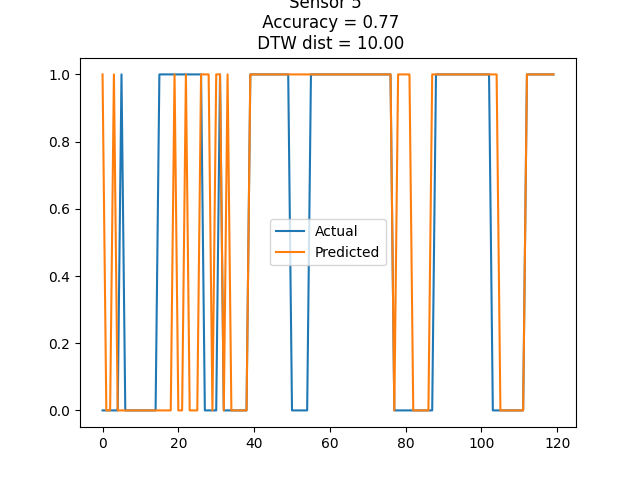 Sensor 5
Accuracy = 0.77
DTW dist = 10.00
1.0
0.8
0.6
0.4
0.2
0.0
Actual
Predicted
0 20 40 60 80 100 120